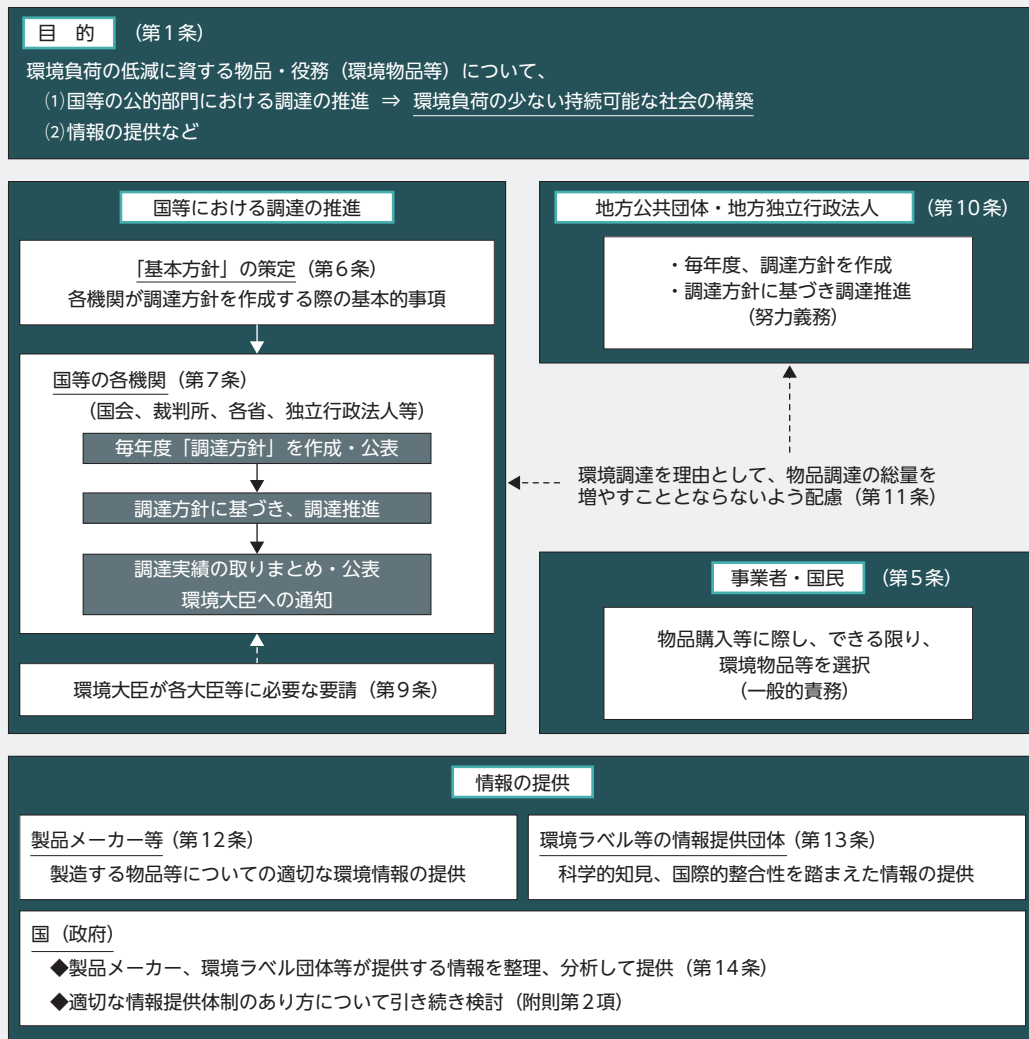 目 的 (第1条)
環境負荷の低減に資する物品・役務(環境物品等)について、
(1)国等の公的部門における調達の推進 ⇒ 環境負荷の少ない持続可能な社会の構築
(2)情報の提供など
国等における調達の推進
「基本方針」の策定(第6条)
各機関が調達方針を作成する際の基本的事項
国等の各機関(第7条)
(国会、裁判所、各省、独立行政法人等)
毎年度「調達方針」を作成・公表
調達方針に基づき、調達推進
調達実績の取りまとめ・公表
環境大臣への通知
環境大臣が各大臣等に必要な要請(第9条)
地方公共団体・地方独立行政法人 (第10条)
・毎年度、調達方針を作成
・調達方針に基づき調達推進
(努力義務)
環境調達を理由として、物品調達の総量を
増やすこととならないよう配慮(第11条)
事業者・国民 (第5条)
物品購入等に際し、できる限り、
環境物品等を選択
(一般的責務)
情報の提供
製品メーカー等(第12条)
製造する物品等についての適切な環境情報の提供
環境ラベル等の情報提供団体(第13条)
科学的知見、国際的整合性を踏まえた情報の提供
国(政府)
◆製品メーカー、環境ラベル団体等が提供する情報を整理、分析して提供(第14条)
◆適切な情報提供体制のあり方について引き続き検討(附則第2項)